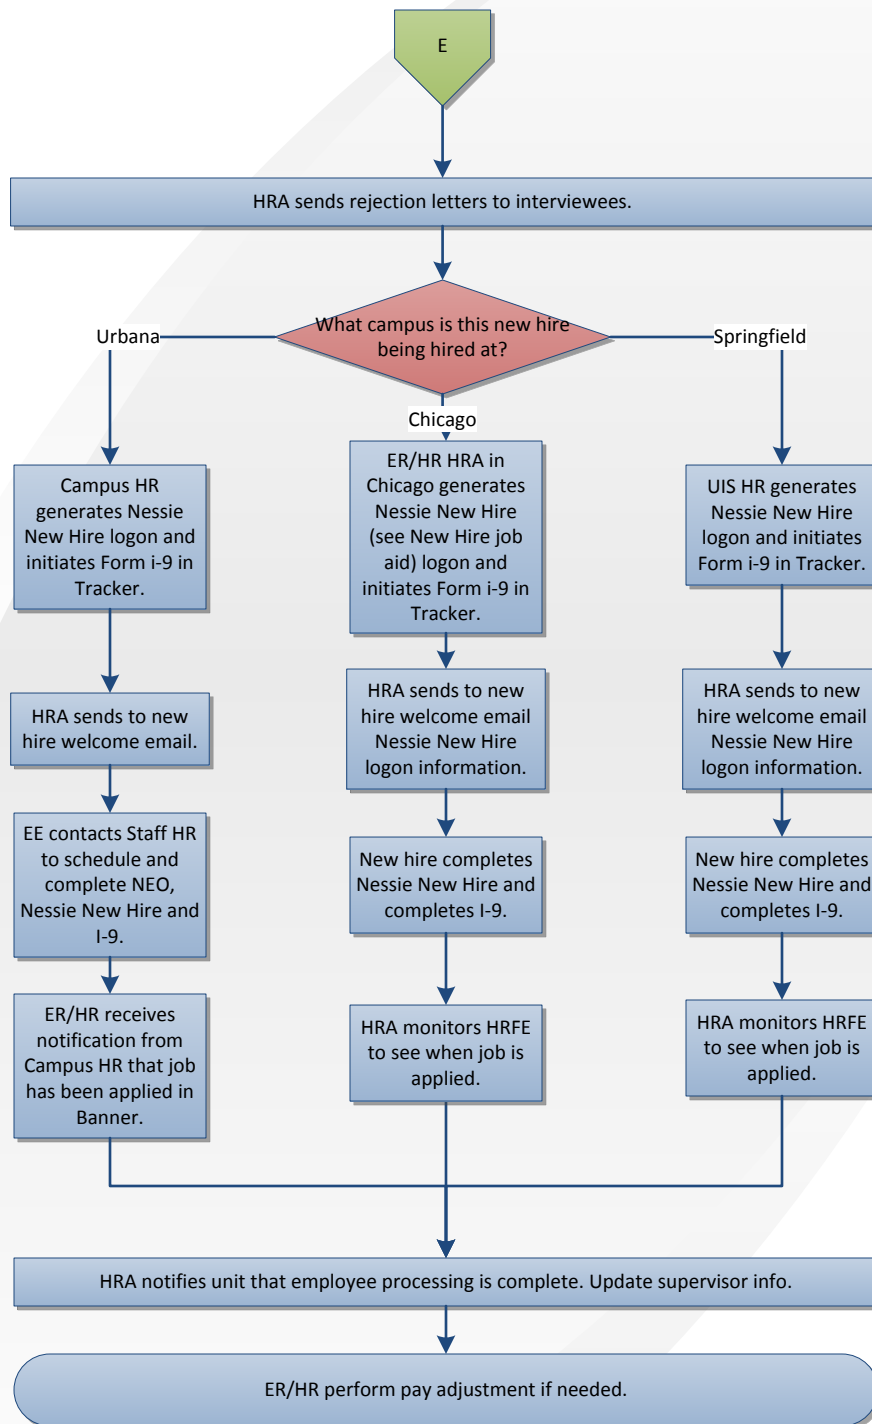 E
HRA sends rejection letters to interviewees.
What campus is this new hire
being hired at?
Urbana
Springfield
Chicago
Campus HR
generates Nessie
New Hire logon and
initiates Form i-9 in
Tracker.
ER/HR HRA in
Chicago generates
Nessie New Hire
(see New Hire job
aid) logon and
initiates Form i-9 in
Tracker.
UIS HR generates
Nessie New Hire
logon and initiates
Form i-9 in Tracker.
HRA sends to new
hire welcome email.
HRA sends to new
hire welcome email
Nessie New Hire
logon information.
HRA sends to new
hire welcome email
Nessie New Hire
logon information.
EE contacts Staff HR
to schedule and
complete NEO,
Nessie New Hire and
I-9.
New hire completes
Nessie New Hire and
completes I-9.
New hire completes
Nessie New Hire and
completes I-9.
ER/HR receives
notification from
Campus HR that job
has been applied in
Banner.
HRA monitors HRFE
to see when job is
applied.
HRA monitors HRFE
to see when job is
applied.
HRA notifies unit that employee processing is complete. Update supervisor info.
ER/HR perform pay adjustment if needed.